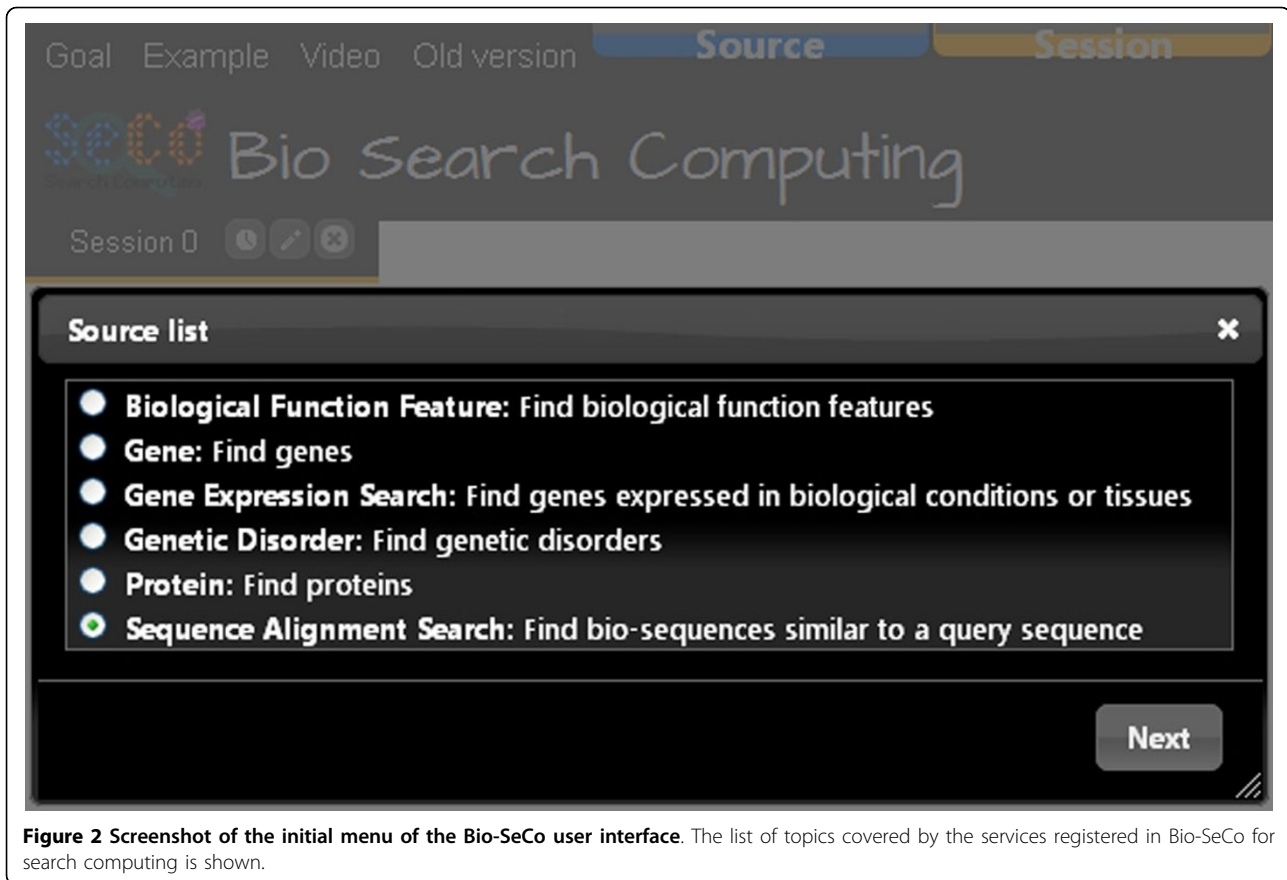 Goal Example Video Old version Source Session
SeCo
Search Computing
Bio Search Computing
Session 0
Source list
Biological Function Feature: Find biological function features
Gene: Find genes
Gene Expression Search: Find genes expressed in biological conditions or tissues
Genetic Disorder: Find genetic disorders
Protein: Find proteins
Sequence Alignment Search: Find bio-sequences similar to a query sequence
Next
Figure 2 Screenshot of the initial menu of the Bio-SeCo user interface. The list of topics covered by the services registered in Bio-SeCo for
search computing is shown.